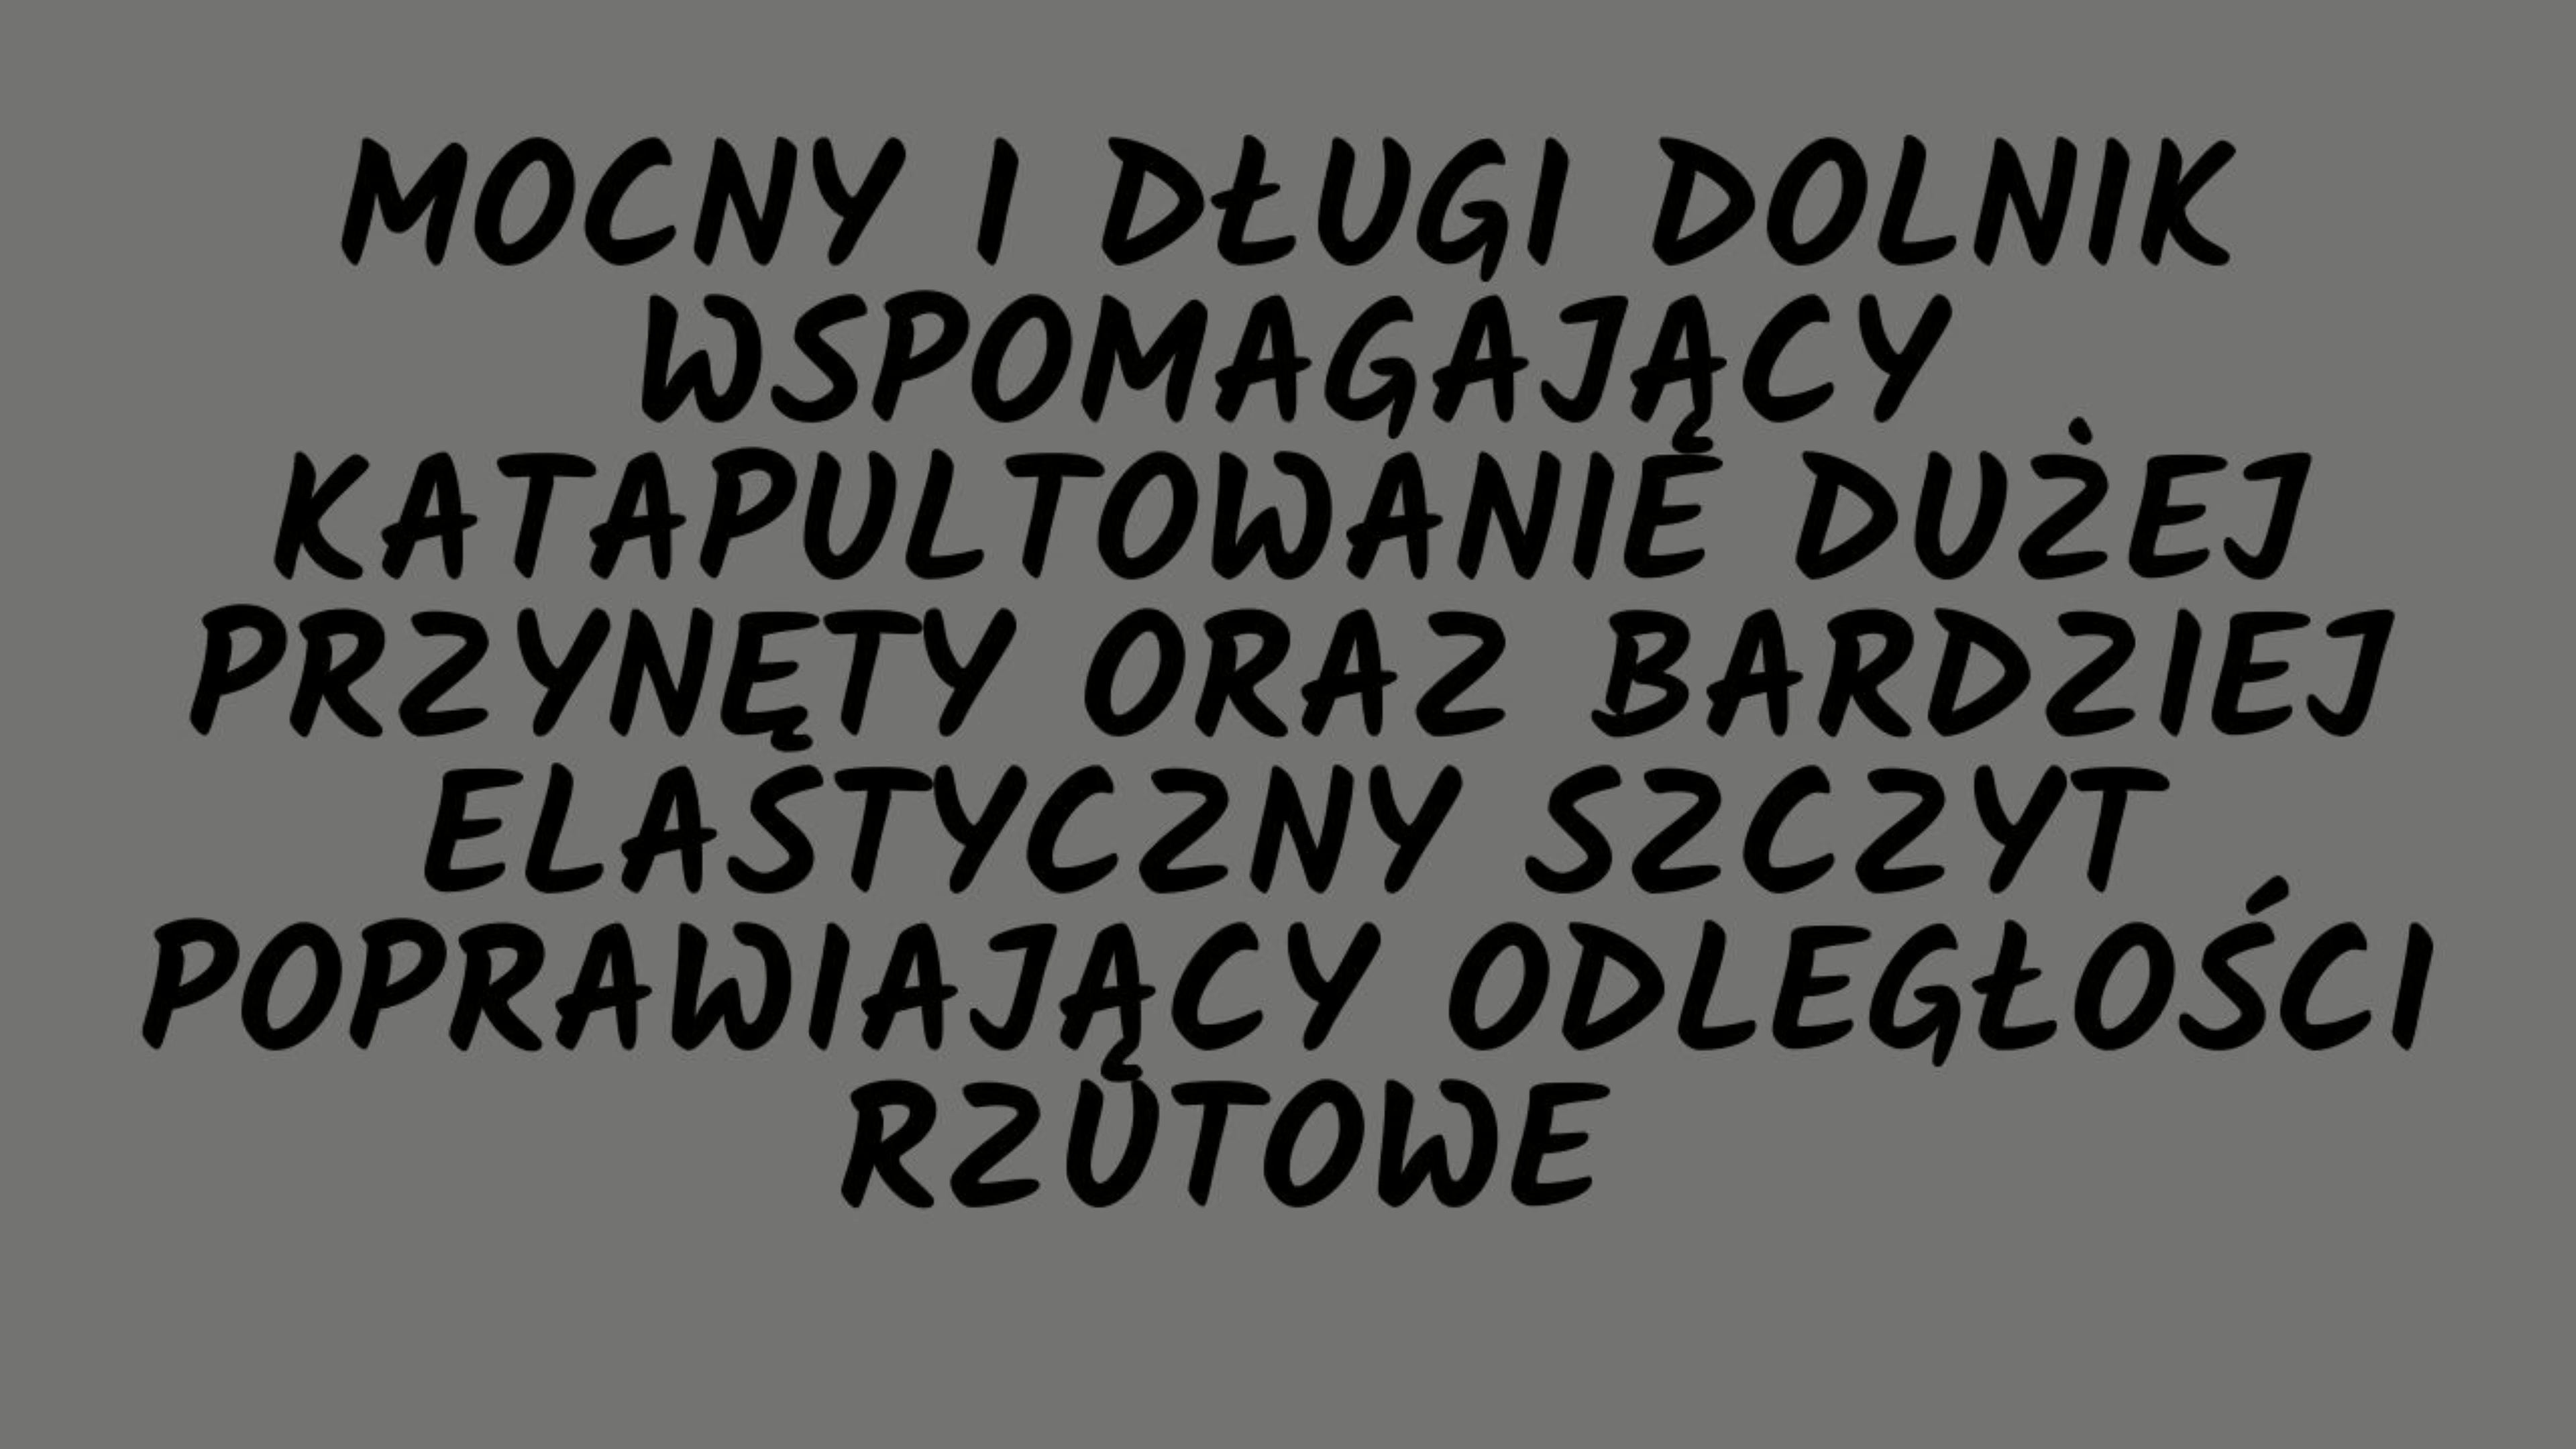 MOCNY I DŁUGI DOLNIK
WSPOMAGAJĄCY
KATAPULTOWANIE DUŻEJ
PRZYNĘTY ORAZ BARDZIEJ
ELASTYCZNY SZCZYT
POPRAWIAJĄCY ODLEGŁOŚCI
RZUTOWE